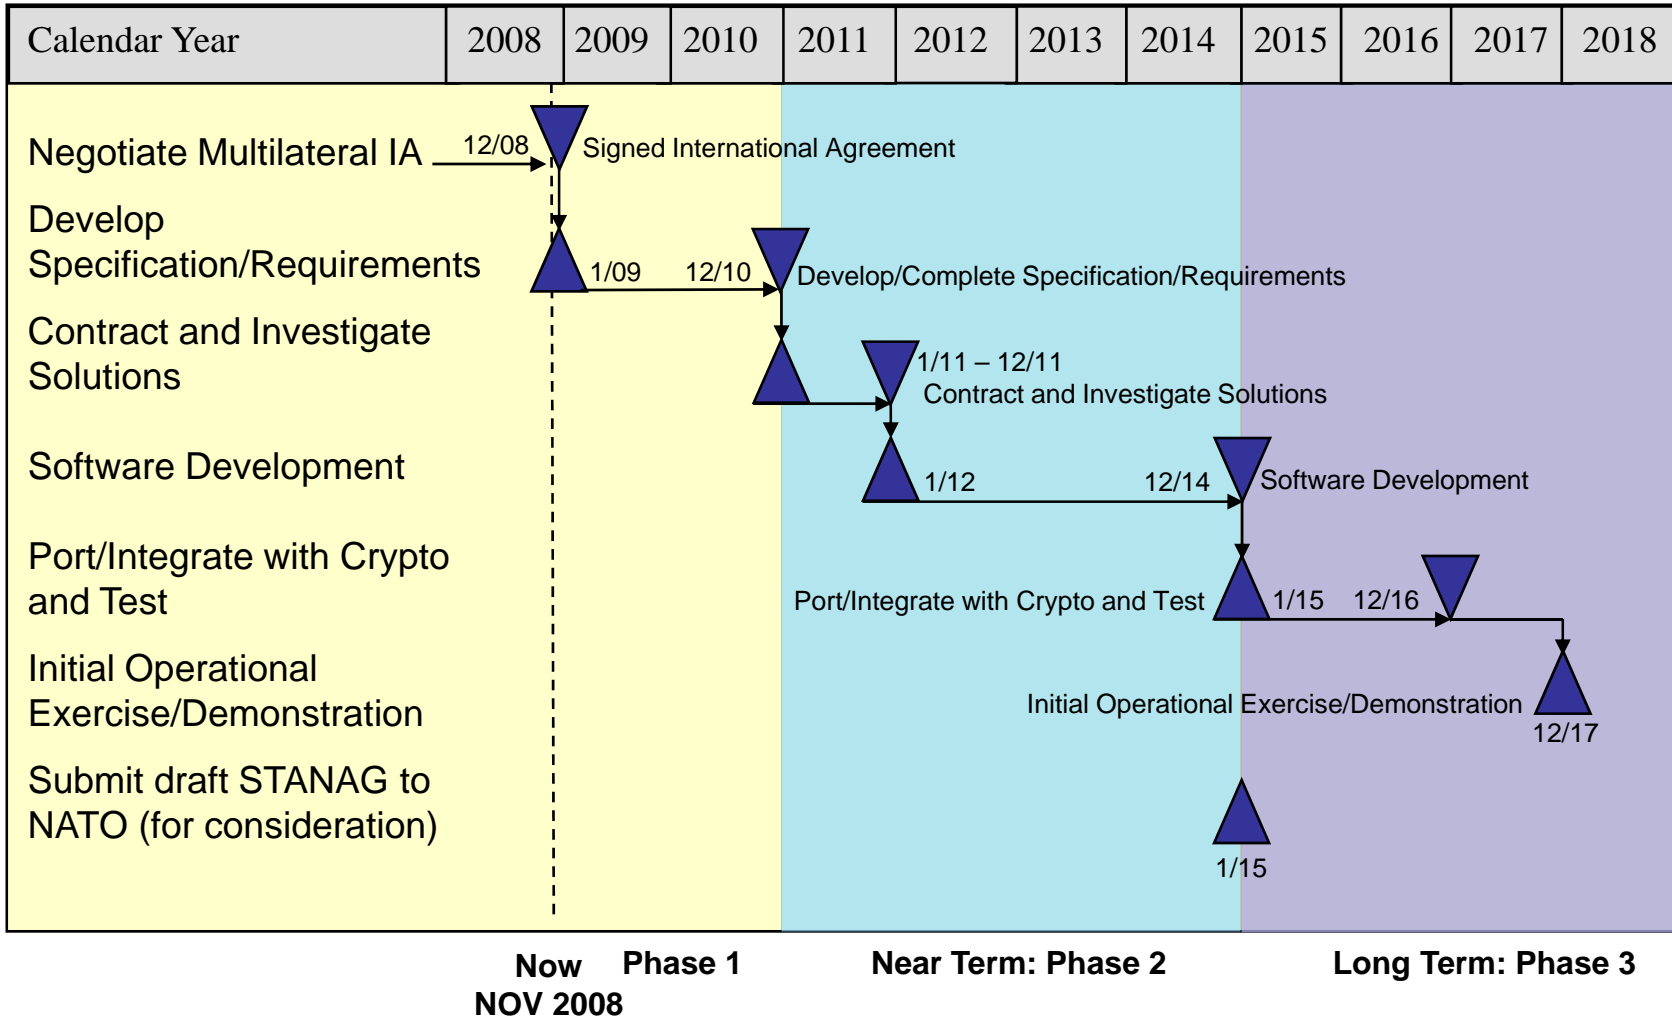 Calendar Year 2008 2009 2010 2011 2012 2013 2014 2015 2016 2017 2018
Negotiate Multilateral IA 12/08 Signed International Agreement
Develop
Specification/Requirements 1/09 12/10 Develop/Complete Specification/Requirements
Contract and Investigate
Solutions
1/11 – 12/11
Contract and Investigate Solutions
Software Development 1/12 12/14 Software Development
Port/Integrate with Crypto
and Test
Port/Integrate with Crypto and Test 1/15 12/16
Initial Operational
Exercise/Demonstration
Initial Operational Exercise/Demonstration
12/17
Submit draft STANAG to
NATO (for consideration)
1/15
Now
NOV 2008
Phase 1
Near Term: Phase 2
Long Term: Phase 3